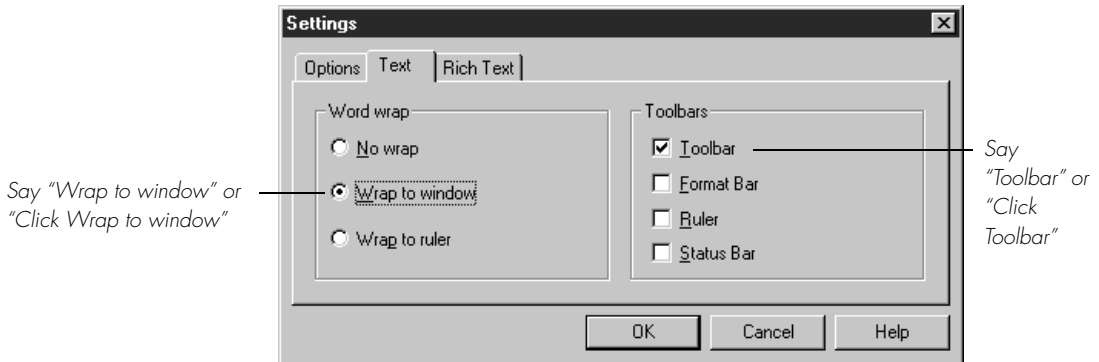 Settings
Options Text Rich Text
Word wrap
No wrap
Wrap to window
Wrap to ruler
Toolbars
Toolbar
Format Bar
Ruler
Status Bar
OK Cancel Help
Say “Wrap to window” or
“Click Wrap to window”
Say
“Toolbar” or
“Click
Toolbar”